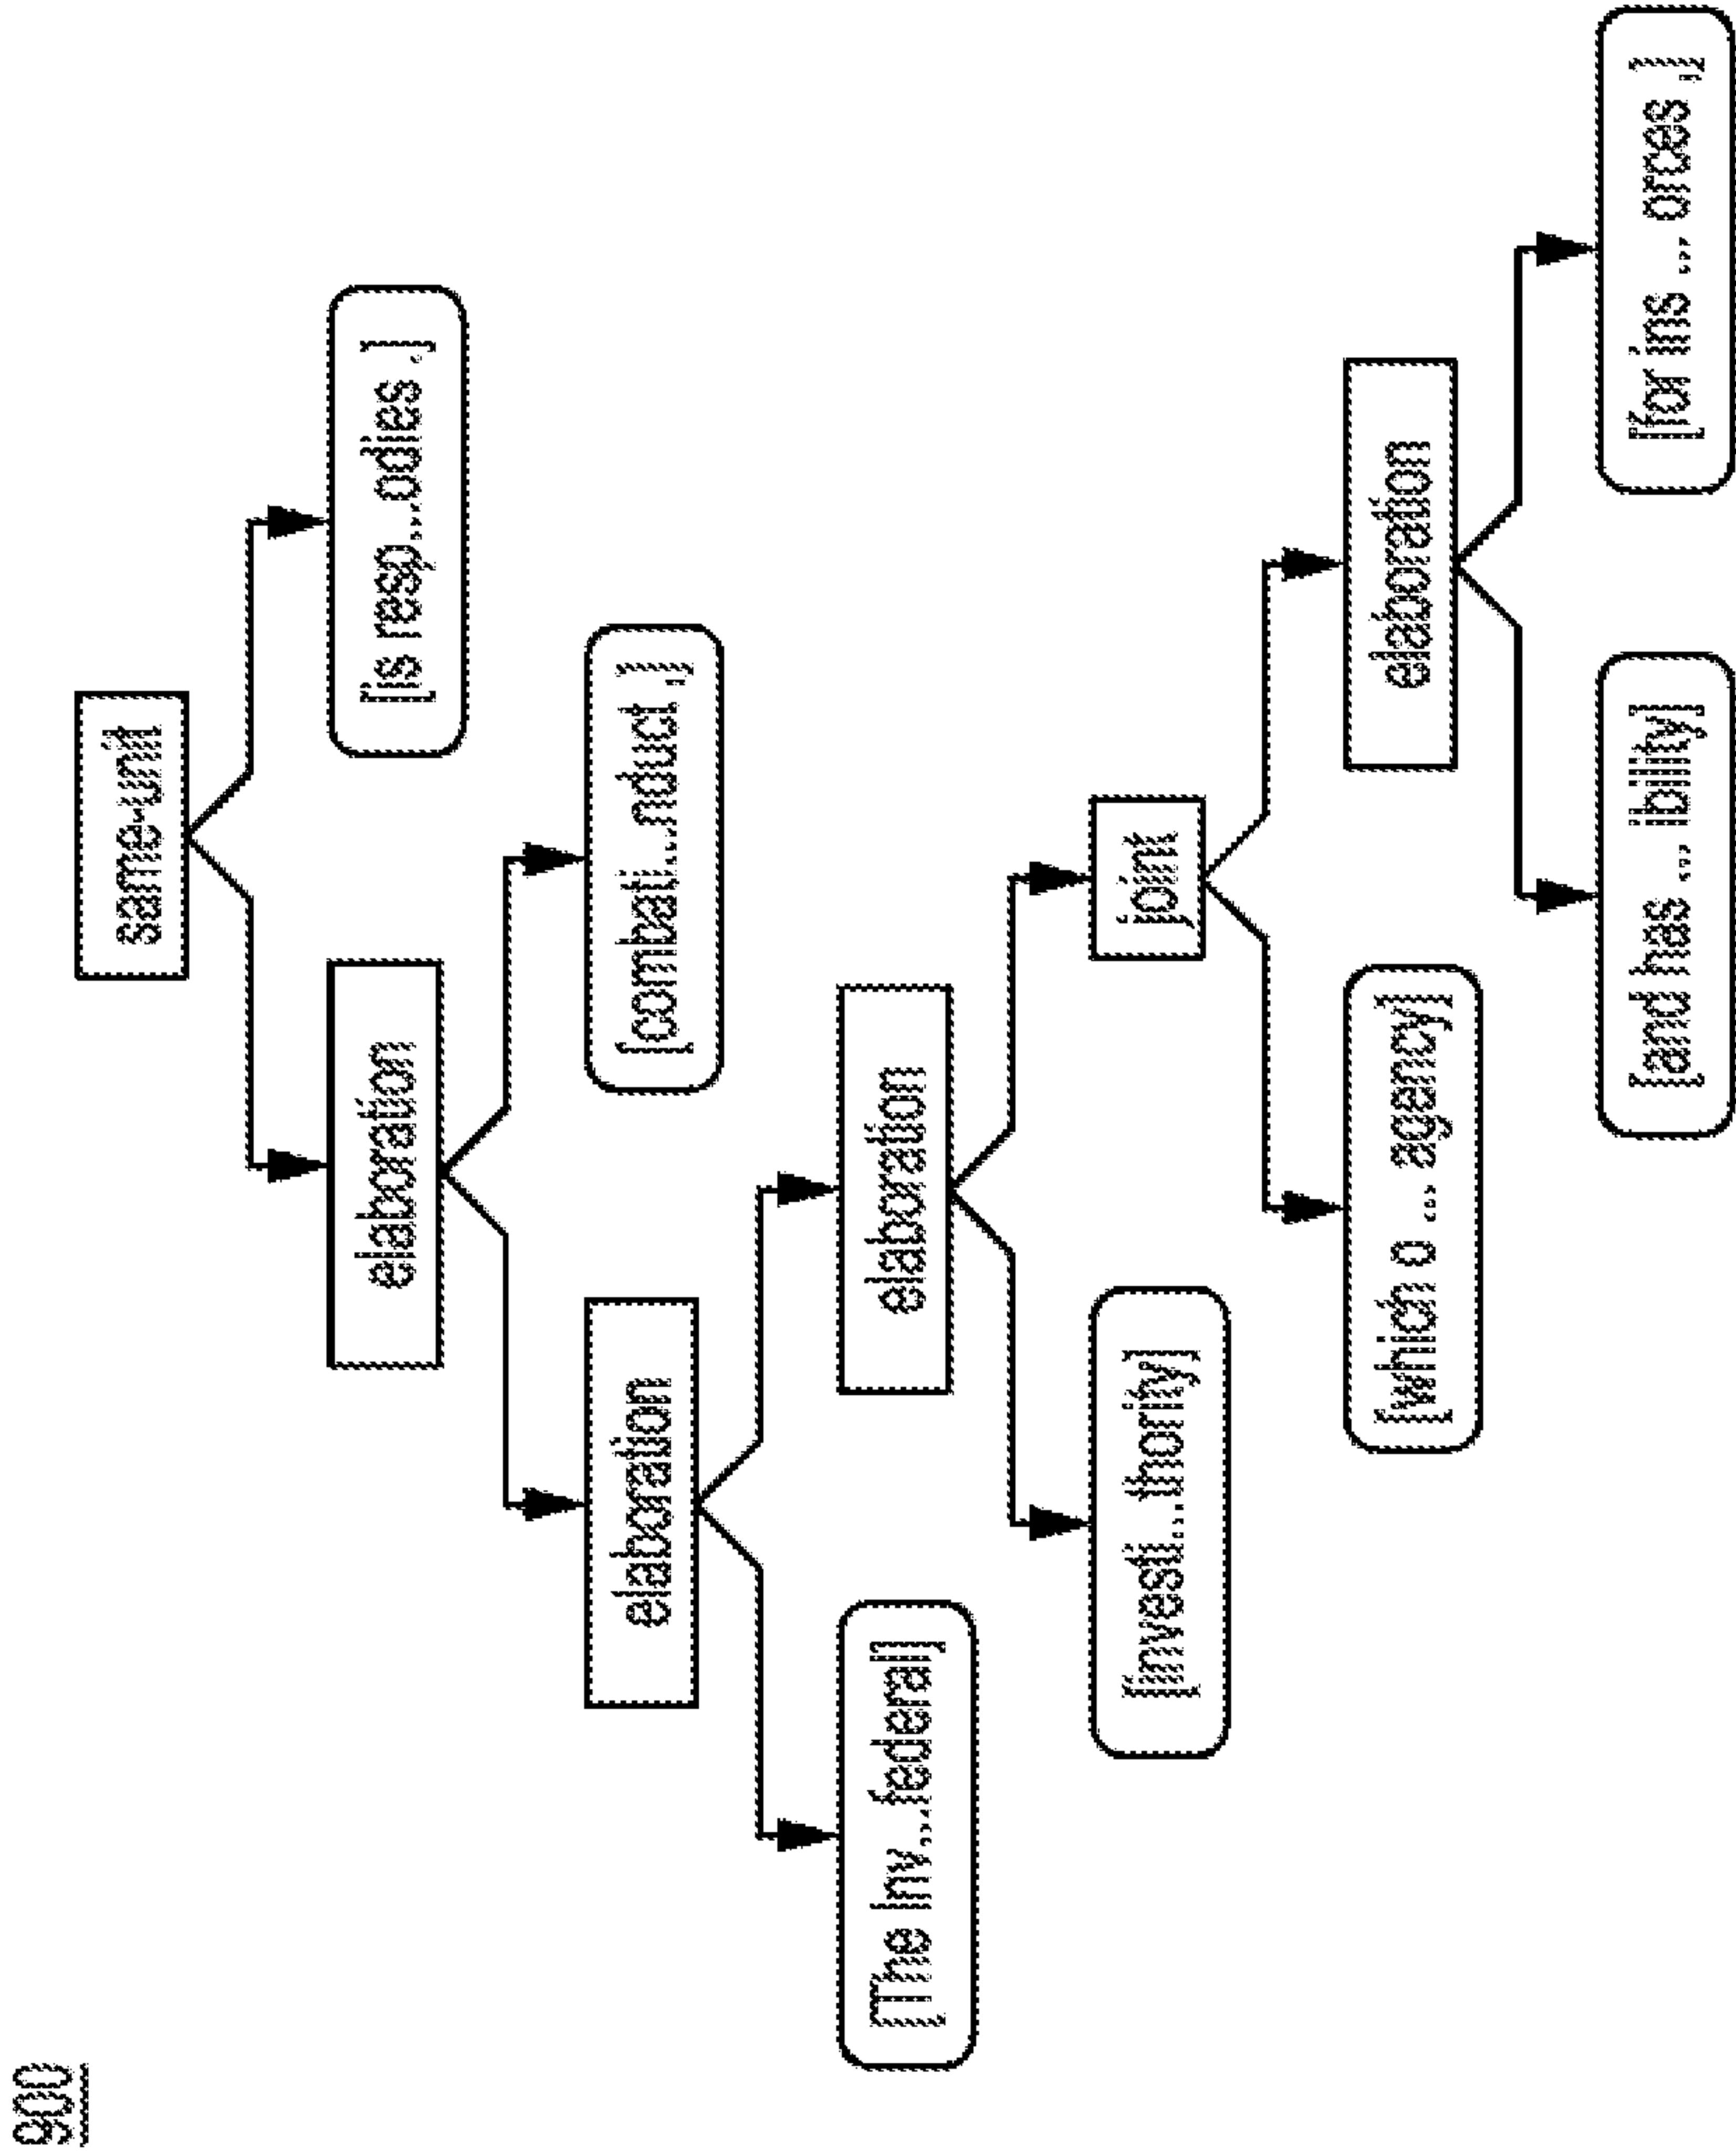 900
same-unit
elaboration
[is resp...odies .]
elaboration
[combati...nduct ,]
[The Inv...federal]
elaboration
[investi...thority]
joint
[which o ... agency]
elaboration
[and has ... ibility]
[for ins ... orces ,]